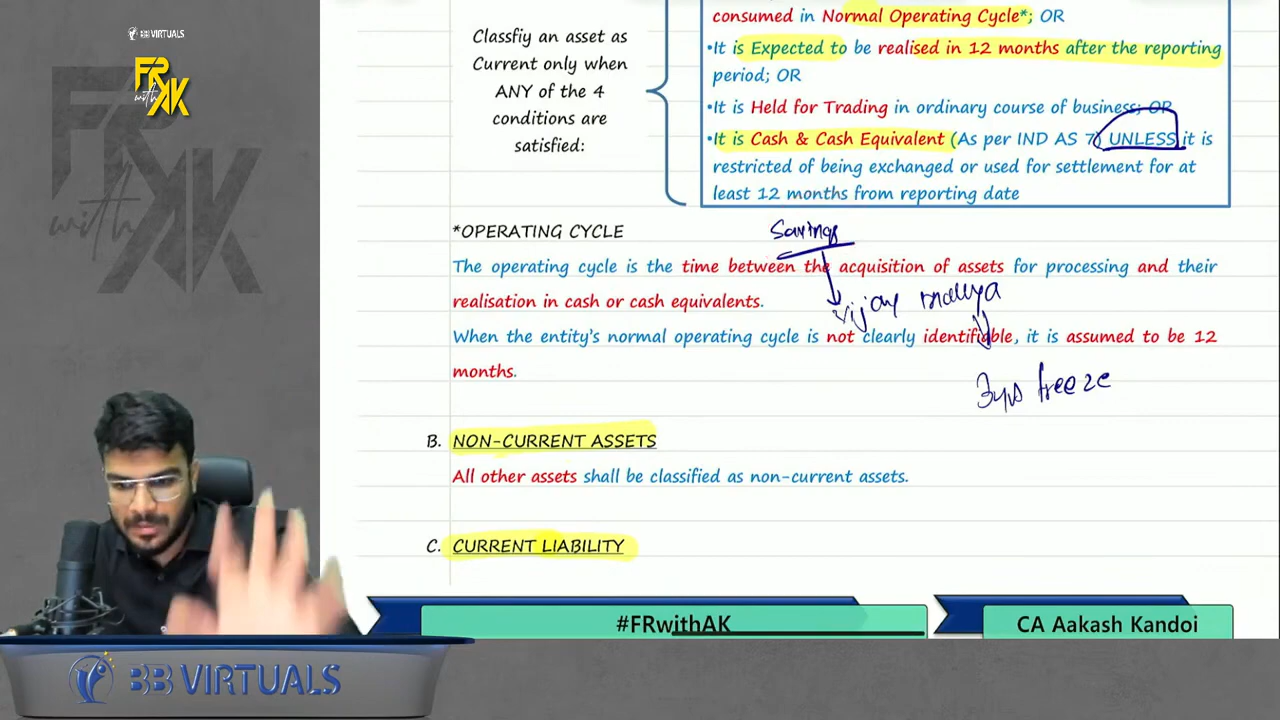 BB VIRTUALS
FR
with
AK
FR
with
AK
consumed in Normal Operating Cycle*; OR
Classfiy an asset as
Current only when
ANY of the 4
conditions are
satisfied:
•It is Expected to be realised in 12 months after the reporting
period; OR
•It is Held for Trading in ordinary course of business; OR
•It is Cash & Cash Equivalent (As per IND AS 7) UNLESS it is
restricted of being exchanged or used for settlement for at
least 12 months from reporting date
*OPERATING CYCLE
Savings
The operating cycle is the time between the acquisition of assets for processing and their
realisation in cash or cash equivalents.
vijay mallya
When the entity's normal operating cycle is not clearly identifiable, it is assumed to be 12
months.
3yrs freeze
B. NON-CURRENT ASSETS
All other assets shall be classified as non-current assets.
C. CURRENT LIABILITY
#FRwithAK
CA Aakash Kandoi
BB VIRTUALS